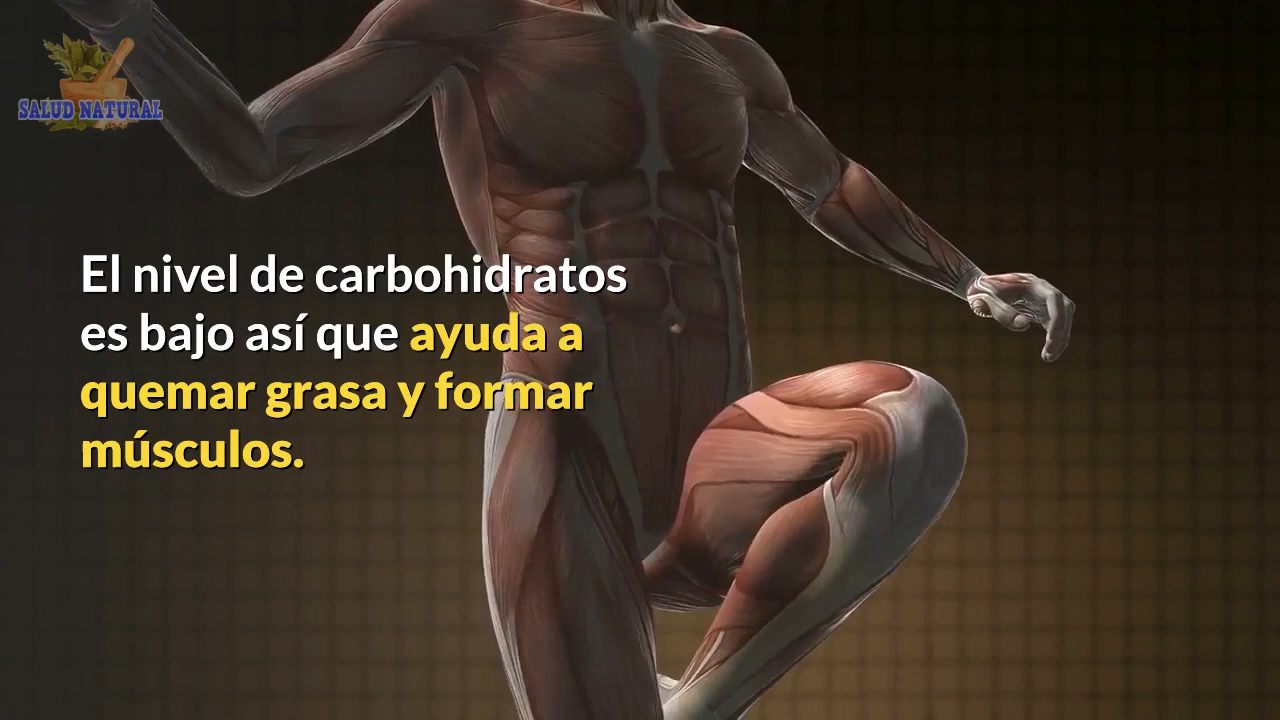 SALUD NATURAL
El nivel de carbohidratos
es bajo así que ayuda a
quemar grasa y formar
músculos.